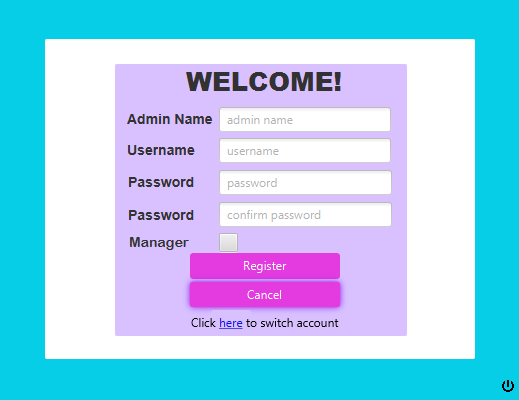 WELCOME!
Admin Name admin name
Username username
Password password
Password confirm password
Manager
Register
Cancel
Click here to switch account